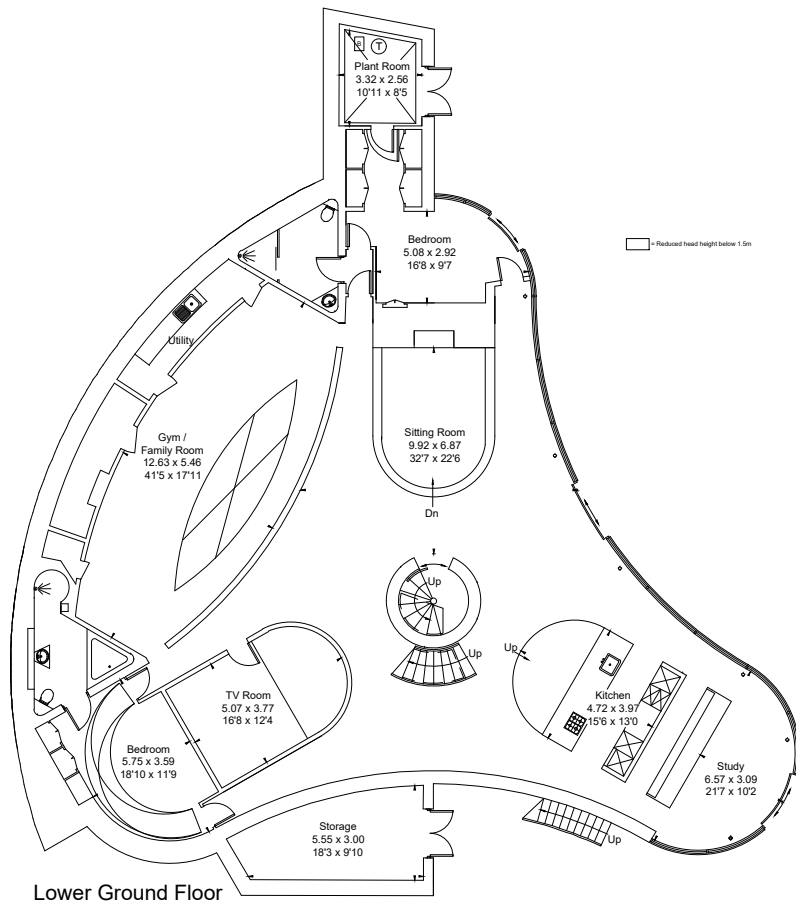 T
Plant Room
3.32 x 2.56
10'11 x 8'5
Bedroom
5.08 x 2.92
16'8 x 9'7
= Reduced head height below 1.5m
Utility
Gym /
Family Room
12.63 x 5.46
41'5 x 17'11
Sitting Room
9.92 x 6.87
32'7 x 22'6
Dn
Up
Up
Up
Kitchen
4.72 x 3.97
15'6 x 13'0
TV Room
5.07 x 3.77
16'8 x 12'4
Bedroom
5.75 x 3.59
18'10 x 11'9
Study
6.57 x 3.09
21'7 x 10'2
Storage
5.55 x 3.00
18'3 x 9'10
Up
Lower Ground Floor